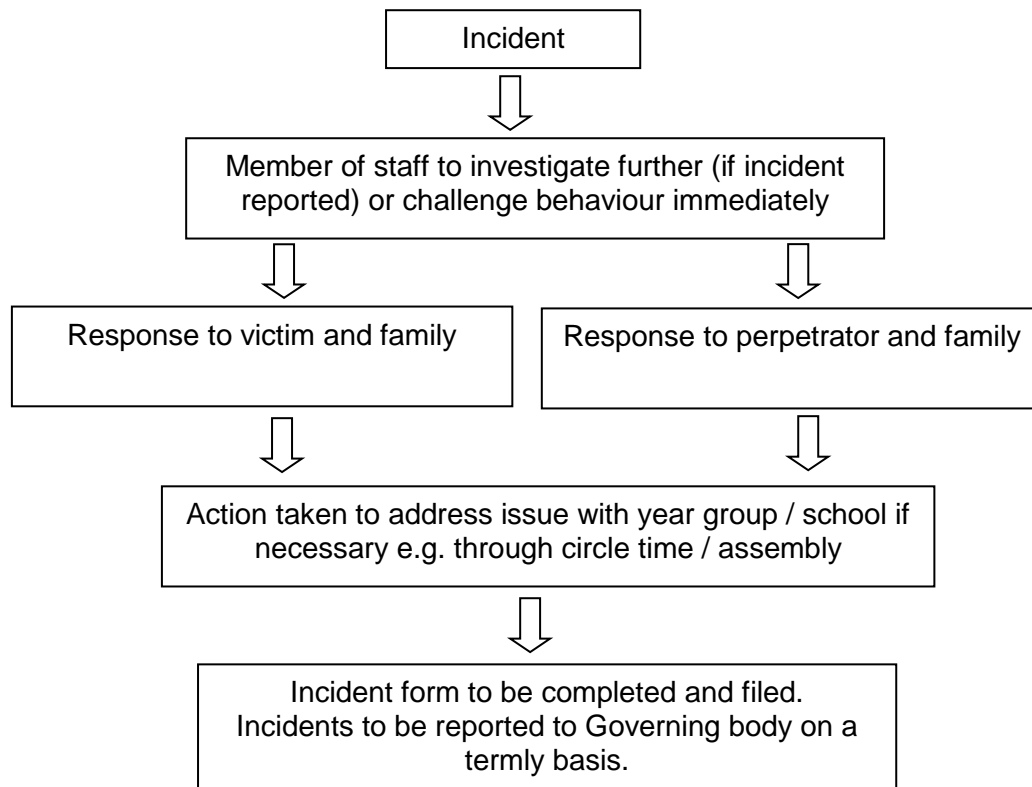 Incident
Member of staff to investigate further (if incident
reported) or challenge behaviour immediately
Response to victim and family
Response to perpetrator and family
Action taken to address issue with year group / school if
necessary e.g. through circle time / assembly
Incident form to be completed and filed.
Incidents to be reported to Governing body on a
termly basis.